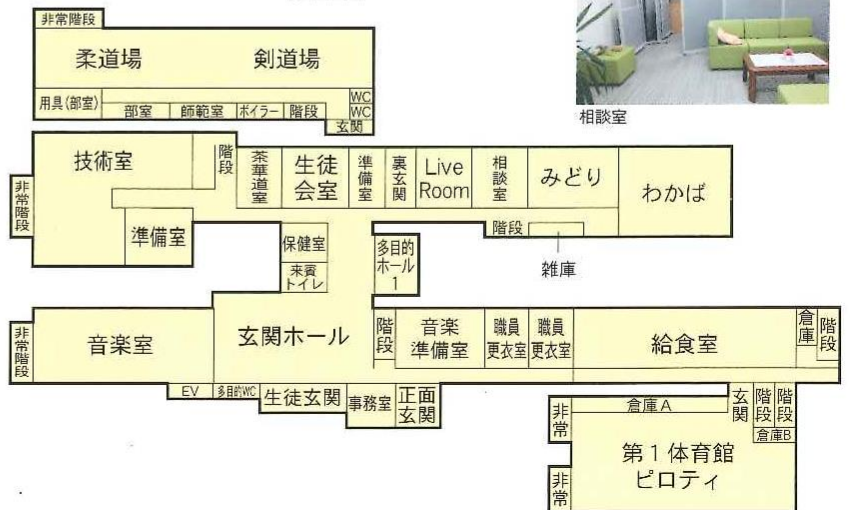 非常階段
柔道場
剣道場
用具(部室)
部室
師範室
ボイラー
階段
WC
WC
玄関
相談室
技術室
階段
茶華道室
生徒
会室
準備室
裏玄関
Live
Room
相談室
みどり
わかば
非常階段
準備室
階段
雑庫
保健室
来賓
トイレ
多目的
ホール
1
非常階段
音楽室
玄関ホール
階段
音楽
準備室
職員
更衣室
職員
更衣室
給食室
倉庫
階段
EV
多目的WC
生徒玄関
事務室
正面
玄関
非常
倉庫A
玄関
階段
階段
倉庫B
第1体育館
ピロティ
非常